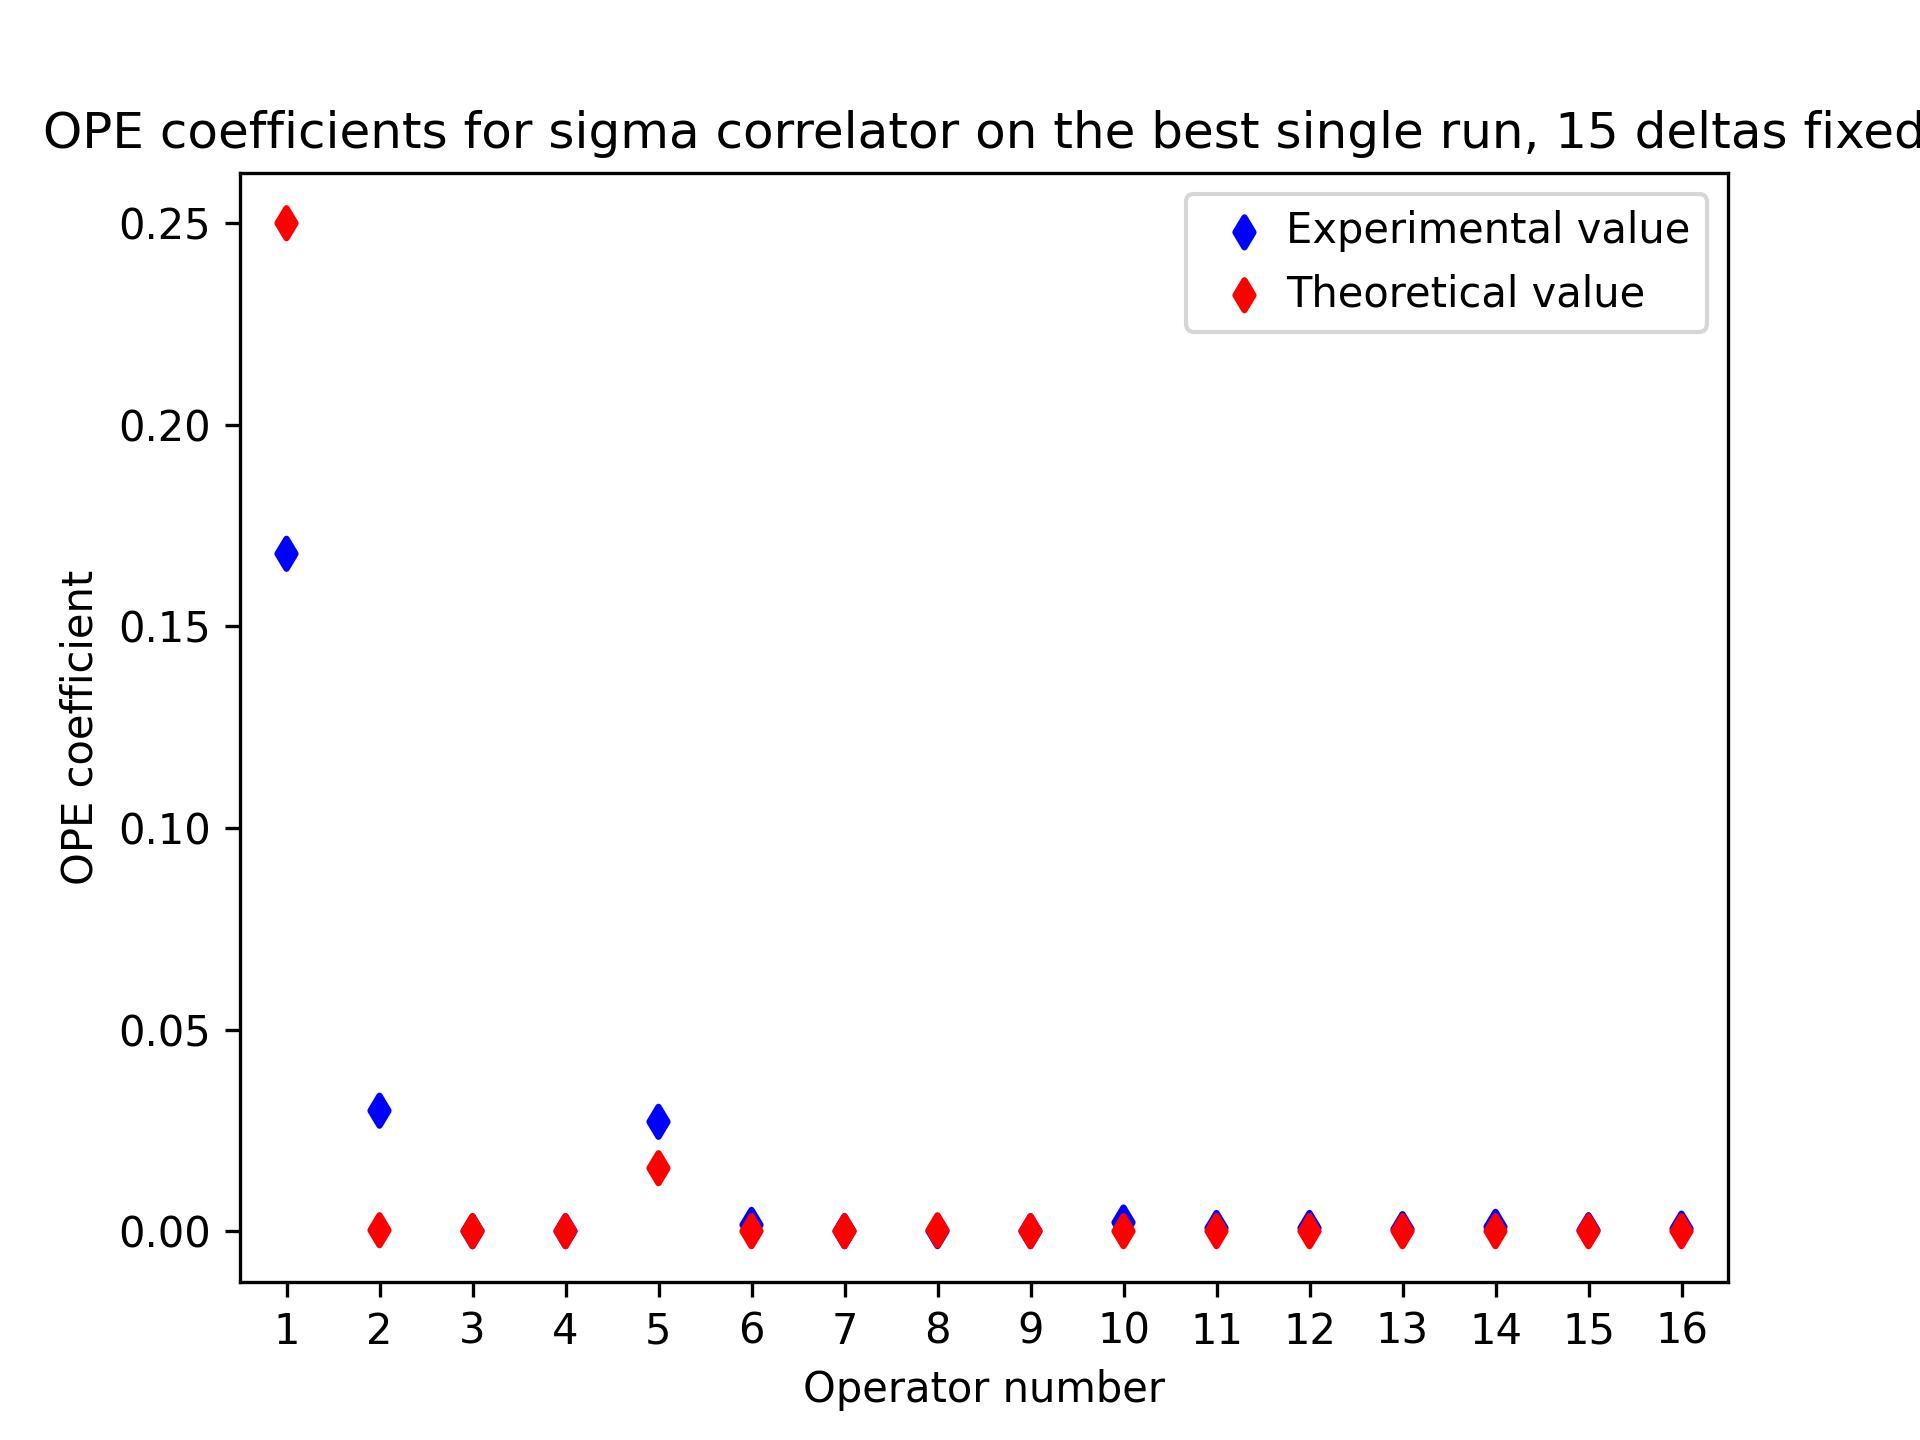 OPE coefficients for sigma correlator on the best single run, 15 deltas fixed
Experimental value
Theoretical value
OPE coefficient
0.25
0.20
0.15
0.10
0.05
0.00
1 2 3 4 5 6 7 8 9 10 11 12 13 14 15 16
Operator number